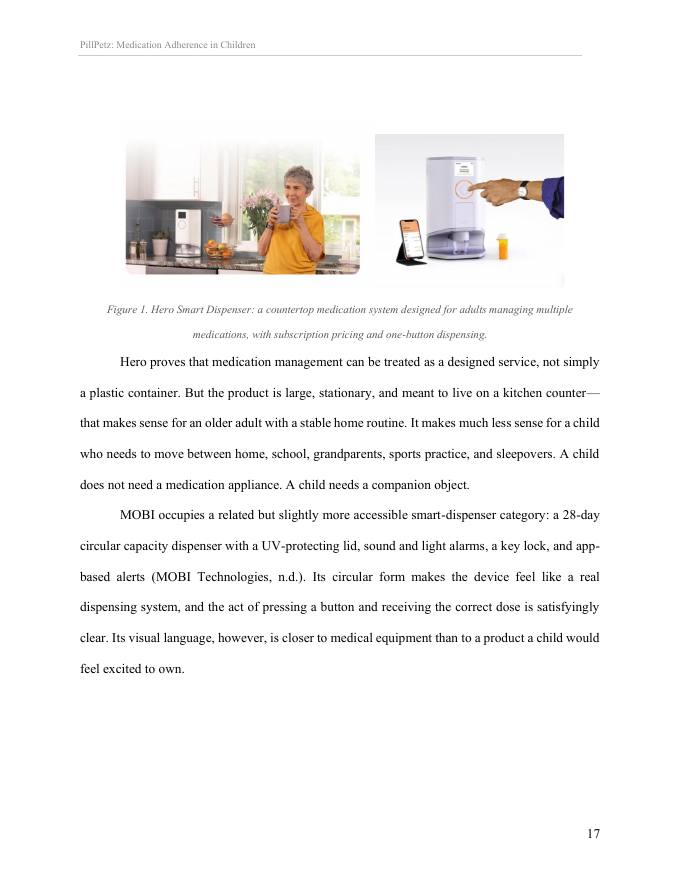 PillPetz: Medication Adherence in Children
Figure 1. Hero Smart Dispenser: a countertop medication system designed for adults managing multiple
medications, with subscription pricing and one-button dispensing.
Hero proves that medication management can be treated as a designed service, not simply
a plastic container. But the product is large, stationary, and meant to live on a kitchen counter—
that makes sense for an older adult with a stable home routine. It makes much less sense for a child
who needs to move between home, school, grandparents, sports practice, and sleepovers. A child
does not need a medication appliance. A child needs a companion object.
MOBI occupies a related but slightly more accessible smart-dispenser category: a 28-day
circular capacity dispenser with a UV-protecting lid, sound and light alarms, a key lock, and app-
based alerts (MOBI Technologies, n.d.). Its circular form makes the device feel like a real
dispensing system, and the act of pressing a button and receiving the correct dose is satisfyingly
clear. Its visual language, however, is closer to medical equipment than to a product a child would
feel excited to own.
17